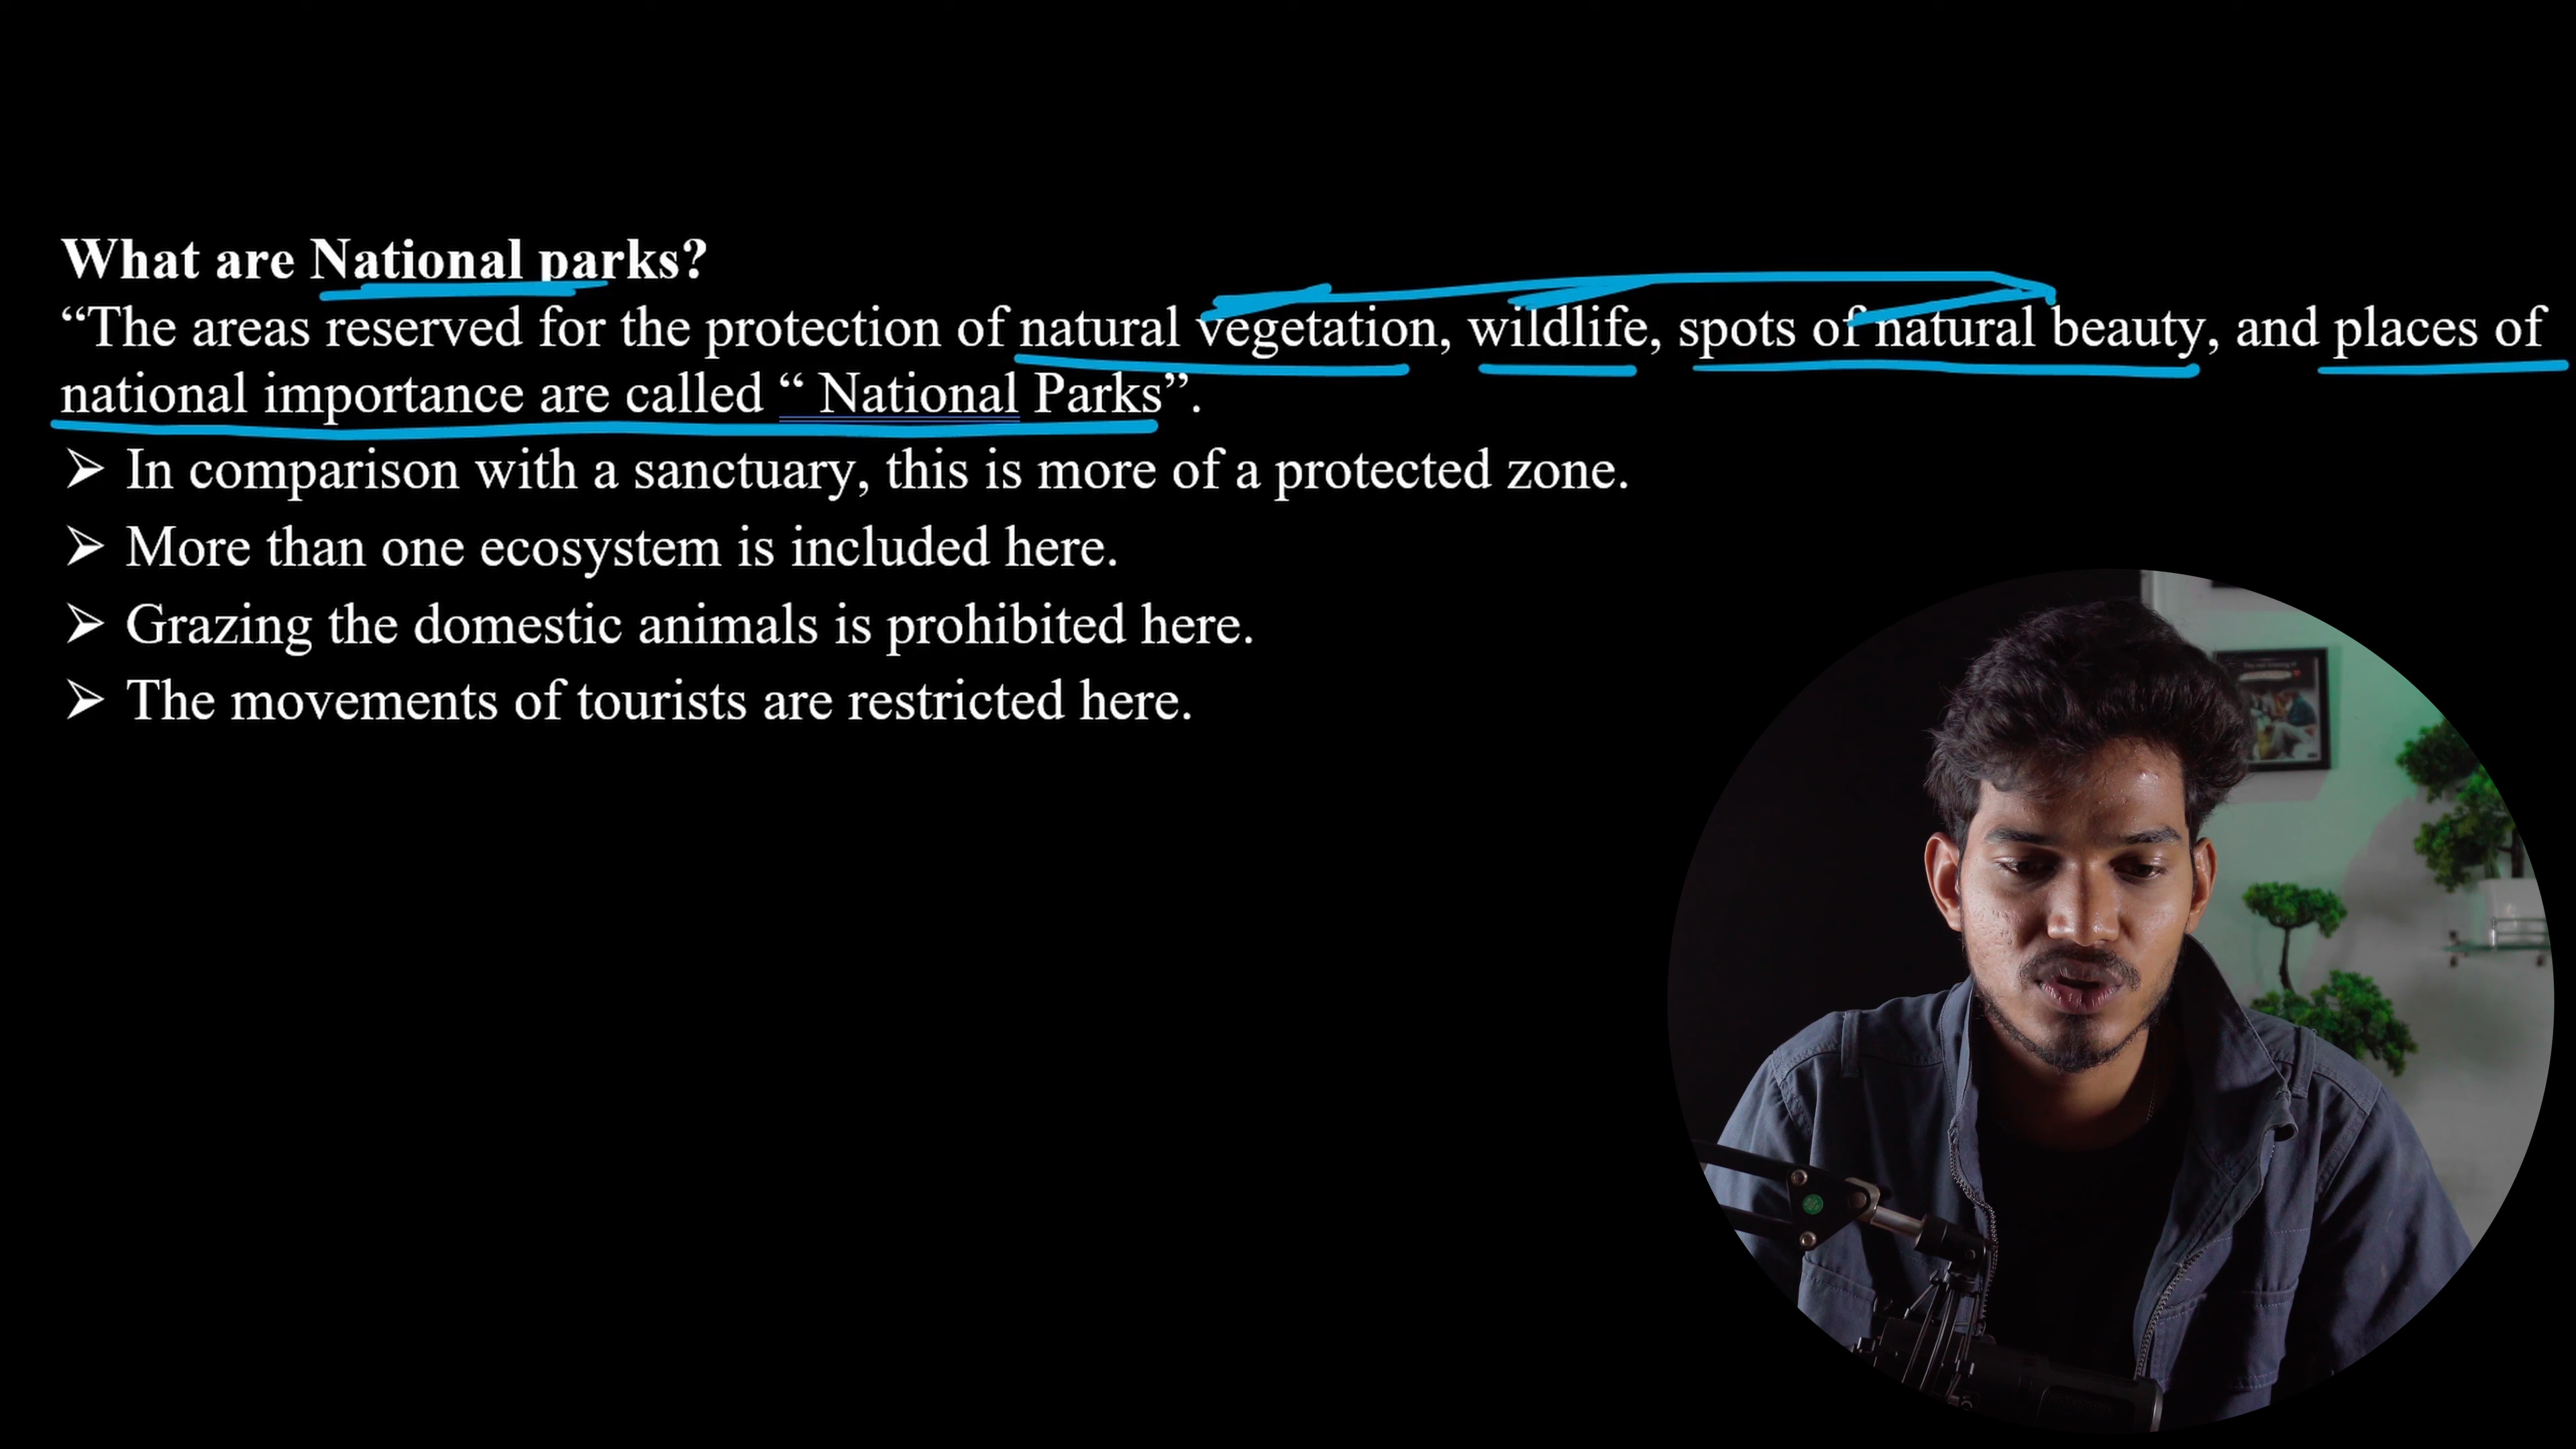 What are National parks?
“The areas reserved for the protection of natural vegetation, wildlife, spots of natural beauty, and places of
national importance are called “ National Parks”.
➢ In comparison with a sanctuary, this is more of a protected zone.
➢ More than one ecosystem is included here.
➢ Grazing the domestic animals is prohibited here.
➢ The movements of tourists are restricted here.